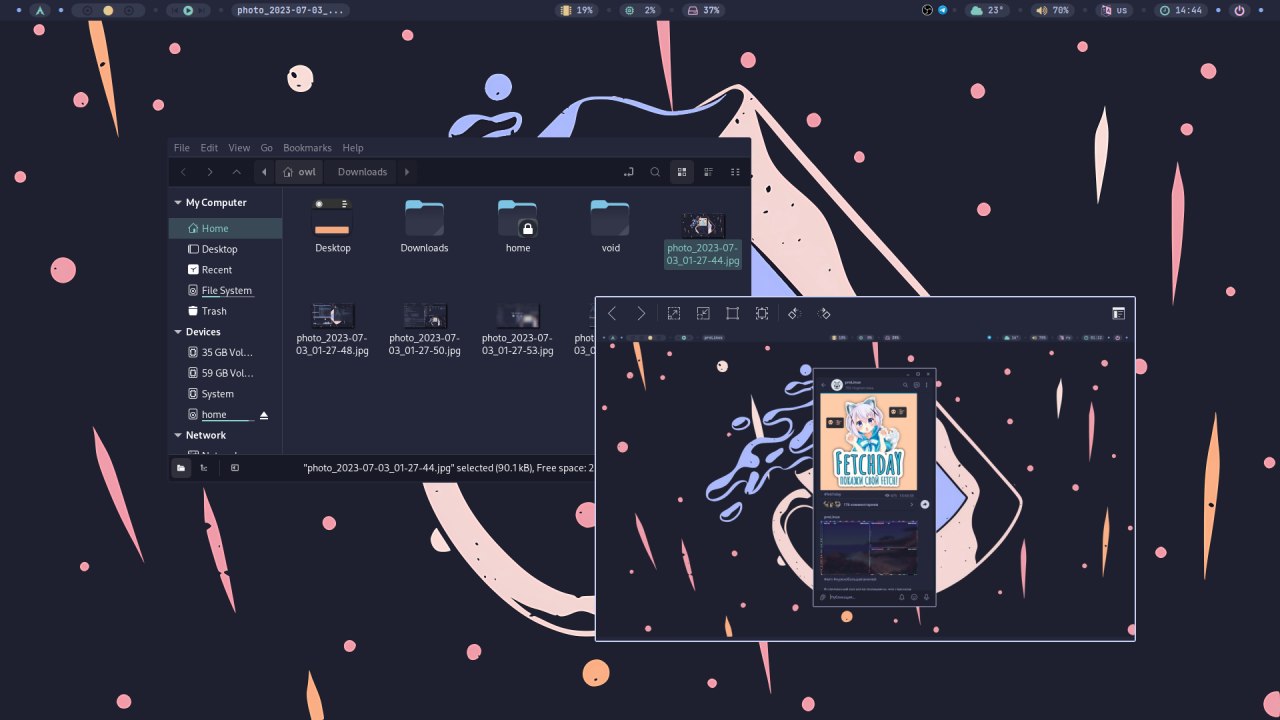 photo_2023-07-03_...
19%
2%
37%
23°
70%
us
14:44
File Edit View Go Bookmarks Help
owl
Downloads
My Computer
Home
Desktop
Recent
File System
Trash
Devices
35 GB Vol...
59 GB Vol...
System
home
Network
Desktop
Downloads
home
void
photo_2023-07-
03_01-27-44.jpg
photo_2023-07-
03_01-27-48.jpg
photo_2023-07-
03_01-27-50.jpg
photo_2023-07-
03_01-27-53.jpg
"photo_2023-07-03_01-27-44.jpg" selected (90.1 kB), Free space: 2
FETCHDAY
ПОКАЖИ СВОЙ FETCH!